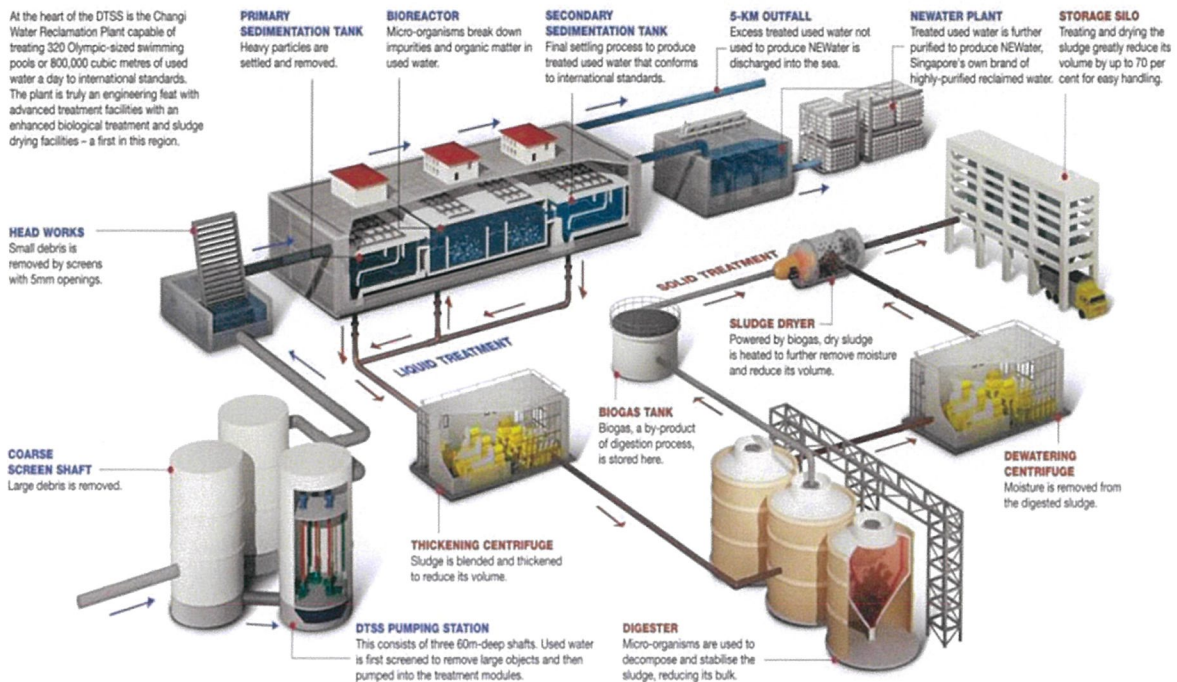 At the heart of the DTSS is the Changi
Water Reclamation Plant capable of
treating 320 Olympic-sized swimming
pools or 800,000 cubic metres of used
water a day to international standards.
The plant is truly an engineering feat with
advanced treatment facilities with an
enhanced biological treatment and sludge
drying facilities – a first in this region.
PRIMARY
SEDIMENTATION TANK
Heavy particles are
settled and removed.
BIOREACTOR
Micro-organisms break down
impurities and organic matter in
used water.
SECONDARY
SEDIMENTATION TANK
Final settling process to produce
treated used water that conforms
to international standards.
5-KM OUTFALL
Excess treated used water not
used to produce NEWater is
discharged into the sea.
NEWATER PLANT
Treated used water is further
purified to produce NEWater,
Singapore's own brand of
highly-purified reclaimed water.
STORAGE SILO
Treating and drying the
sludge greatly reduce its
volume by up to 70 per
cent for easy handling.
HEAD WORKS
Small debris is
removed by screens
with 5mm openings.
SOLID TREATMENT
SLUDGE DRYER
Powered by biogas, dry sludge
is heated to further remove moisture
and reduce its volume.
LIQUID TREATMENT
BIOGAS TANK
Biogas, a by-product
of digestion process,
is stored here.
COARSE
SCREEN SHAFT
Large debris is removed.
DEWATERING
CENTRIFUGE
Moisture is removed from
the digested sludge.
THICKENING CENTRIFUGE
Sludge is blended and thickened
to reduce its volume.
DTSS PUMPING STATION
This consists of three 60m-deep shafts. Used water
is first screened to remove large objects and then
pumped into the treatment modules.
DIGESTER
Micro-organisms are used to
decompose and stabilise the
sludge, reducing its bulk.